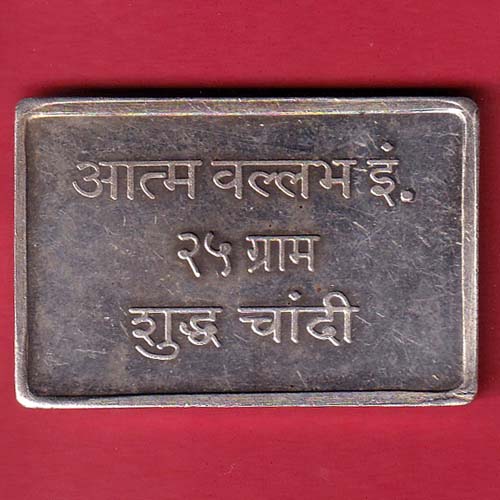 आत्म वल्लभ इं.
२५ ग्राम
शुद्ध चांदी